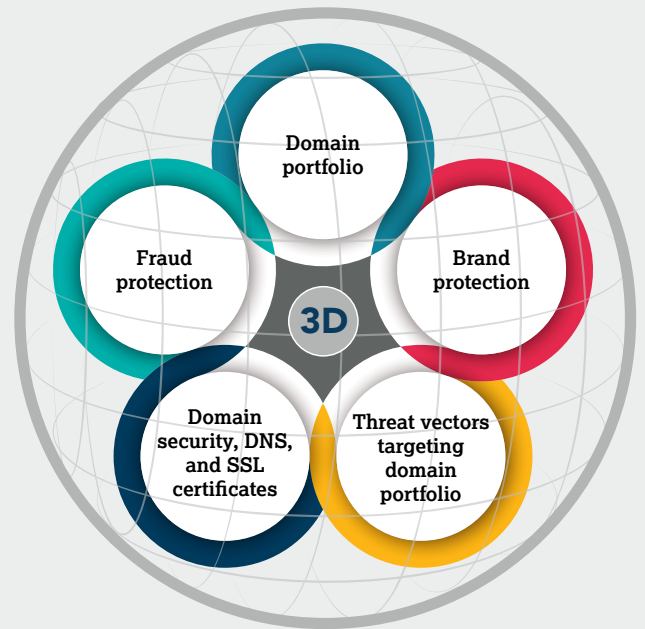 Domain
portfolio
Fraud
protection
Brand
protection
3D
Domain
security, DNS,
and SSL
certificates
Threat vectors
targeting
domain
portfolio